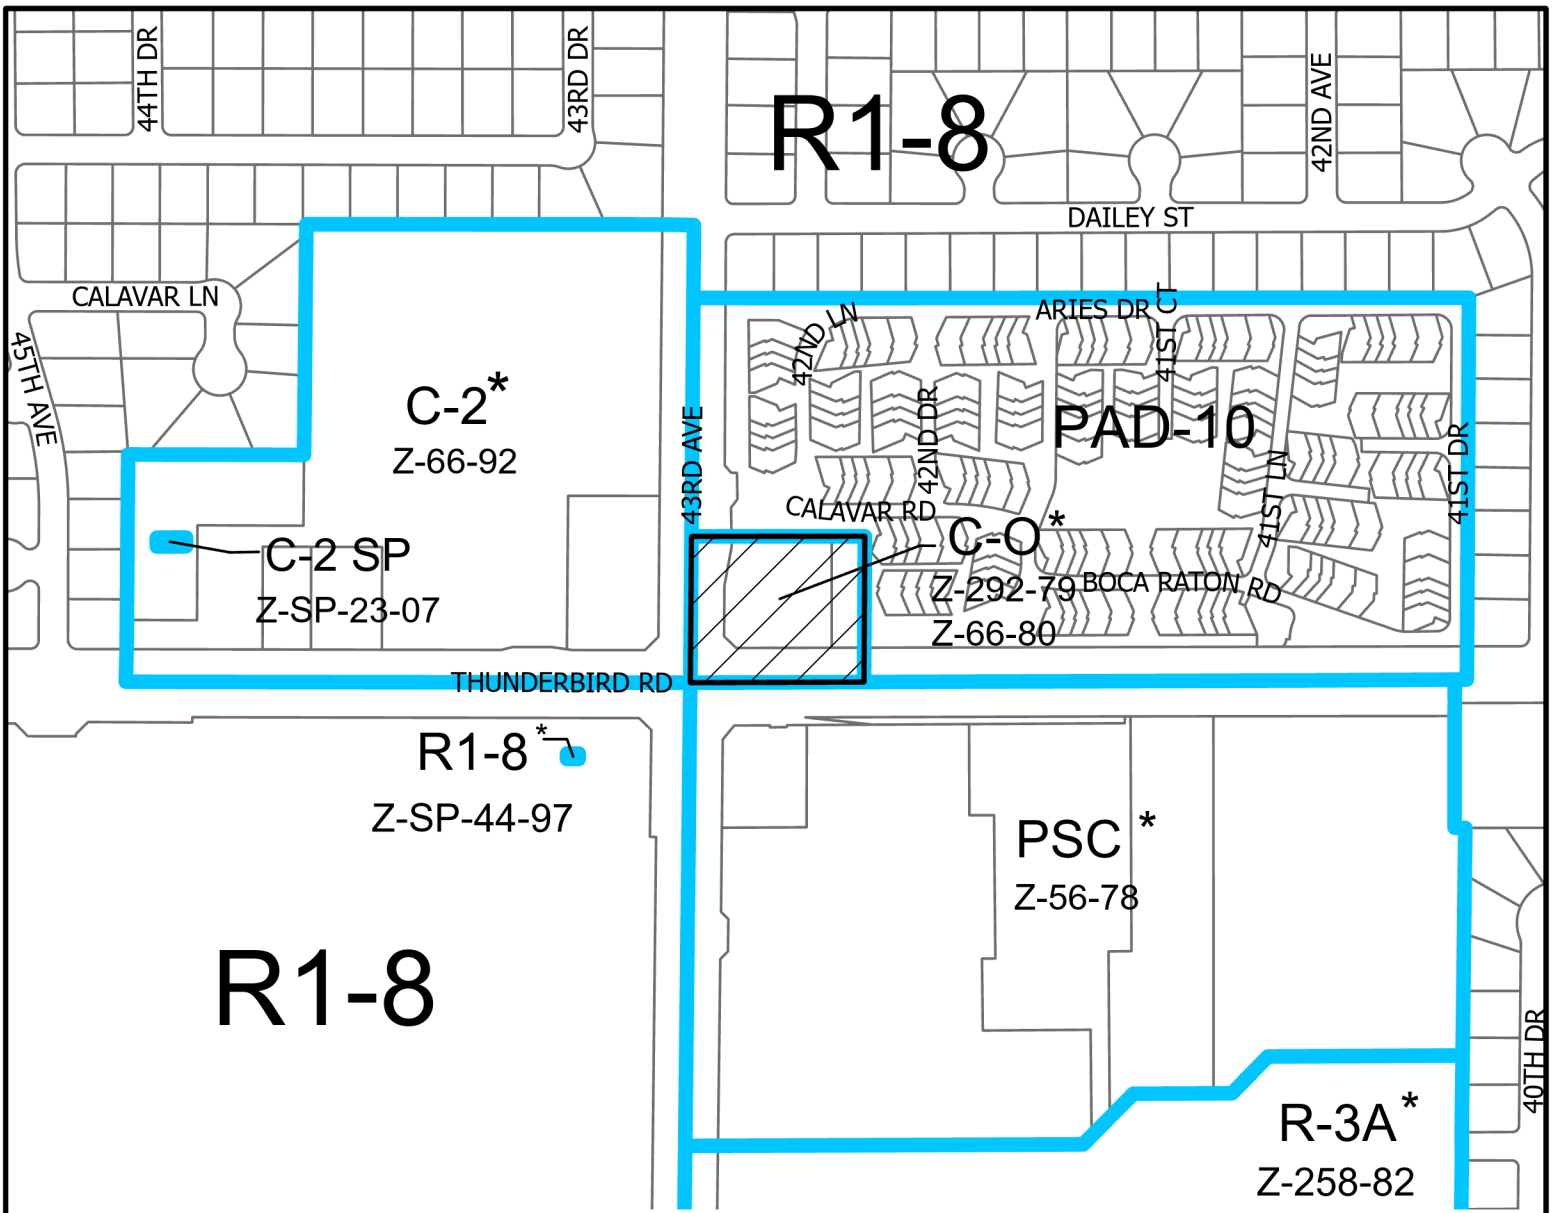 44TH DR
43RD DR
R1-8
42ND AVE
DAILEY ST
CALAVAR LN
45TH AVE
42ND LN
ARIES DR
41ST CT
C-2*
Z-66-92
43RD AVE
42ND DR
PAD-10
41ST LN
41ST DR
CALAVAR RD
C-O*
Z-292-79
Z-66-80
BOCA RATON RD
C-2 SP
Z-SP-23-07
THUNDERBIRD RD
R1-8*
Z-SP-44-97
PSC *
Z-56-78
R1-8
40TH DR
R-3A*
Z-258-82